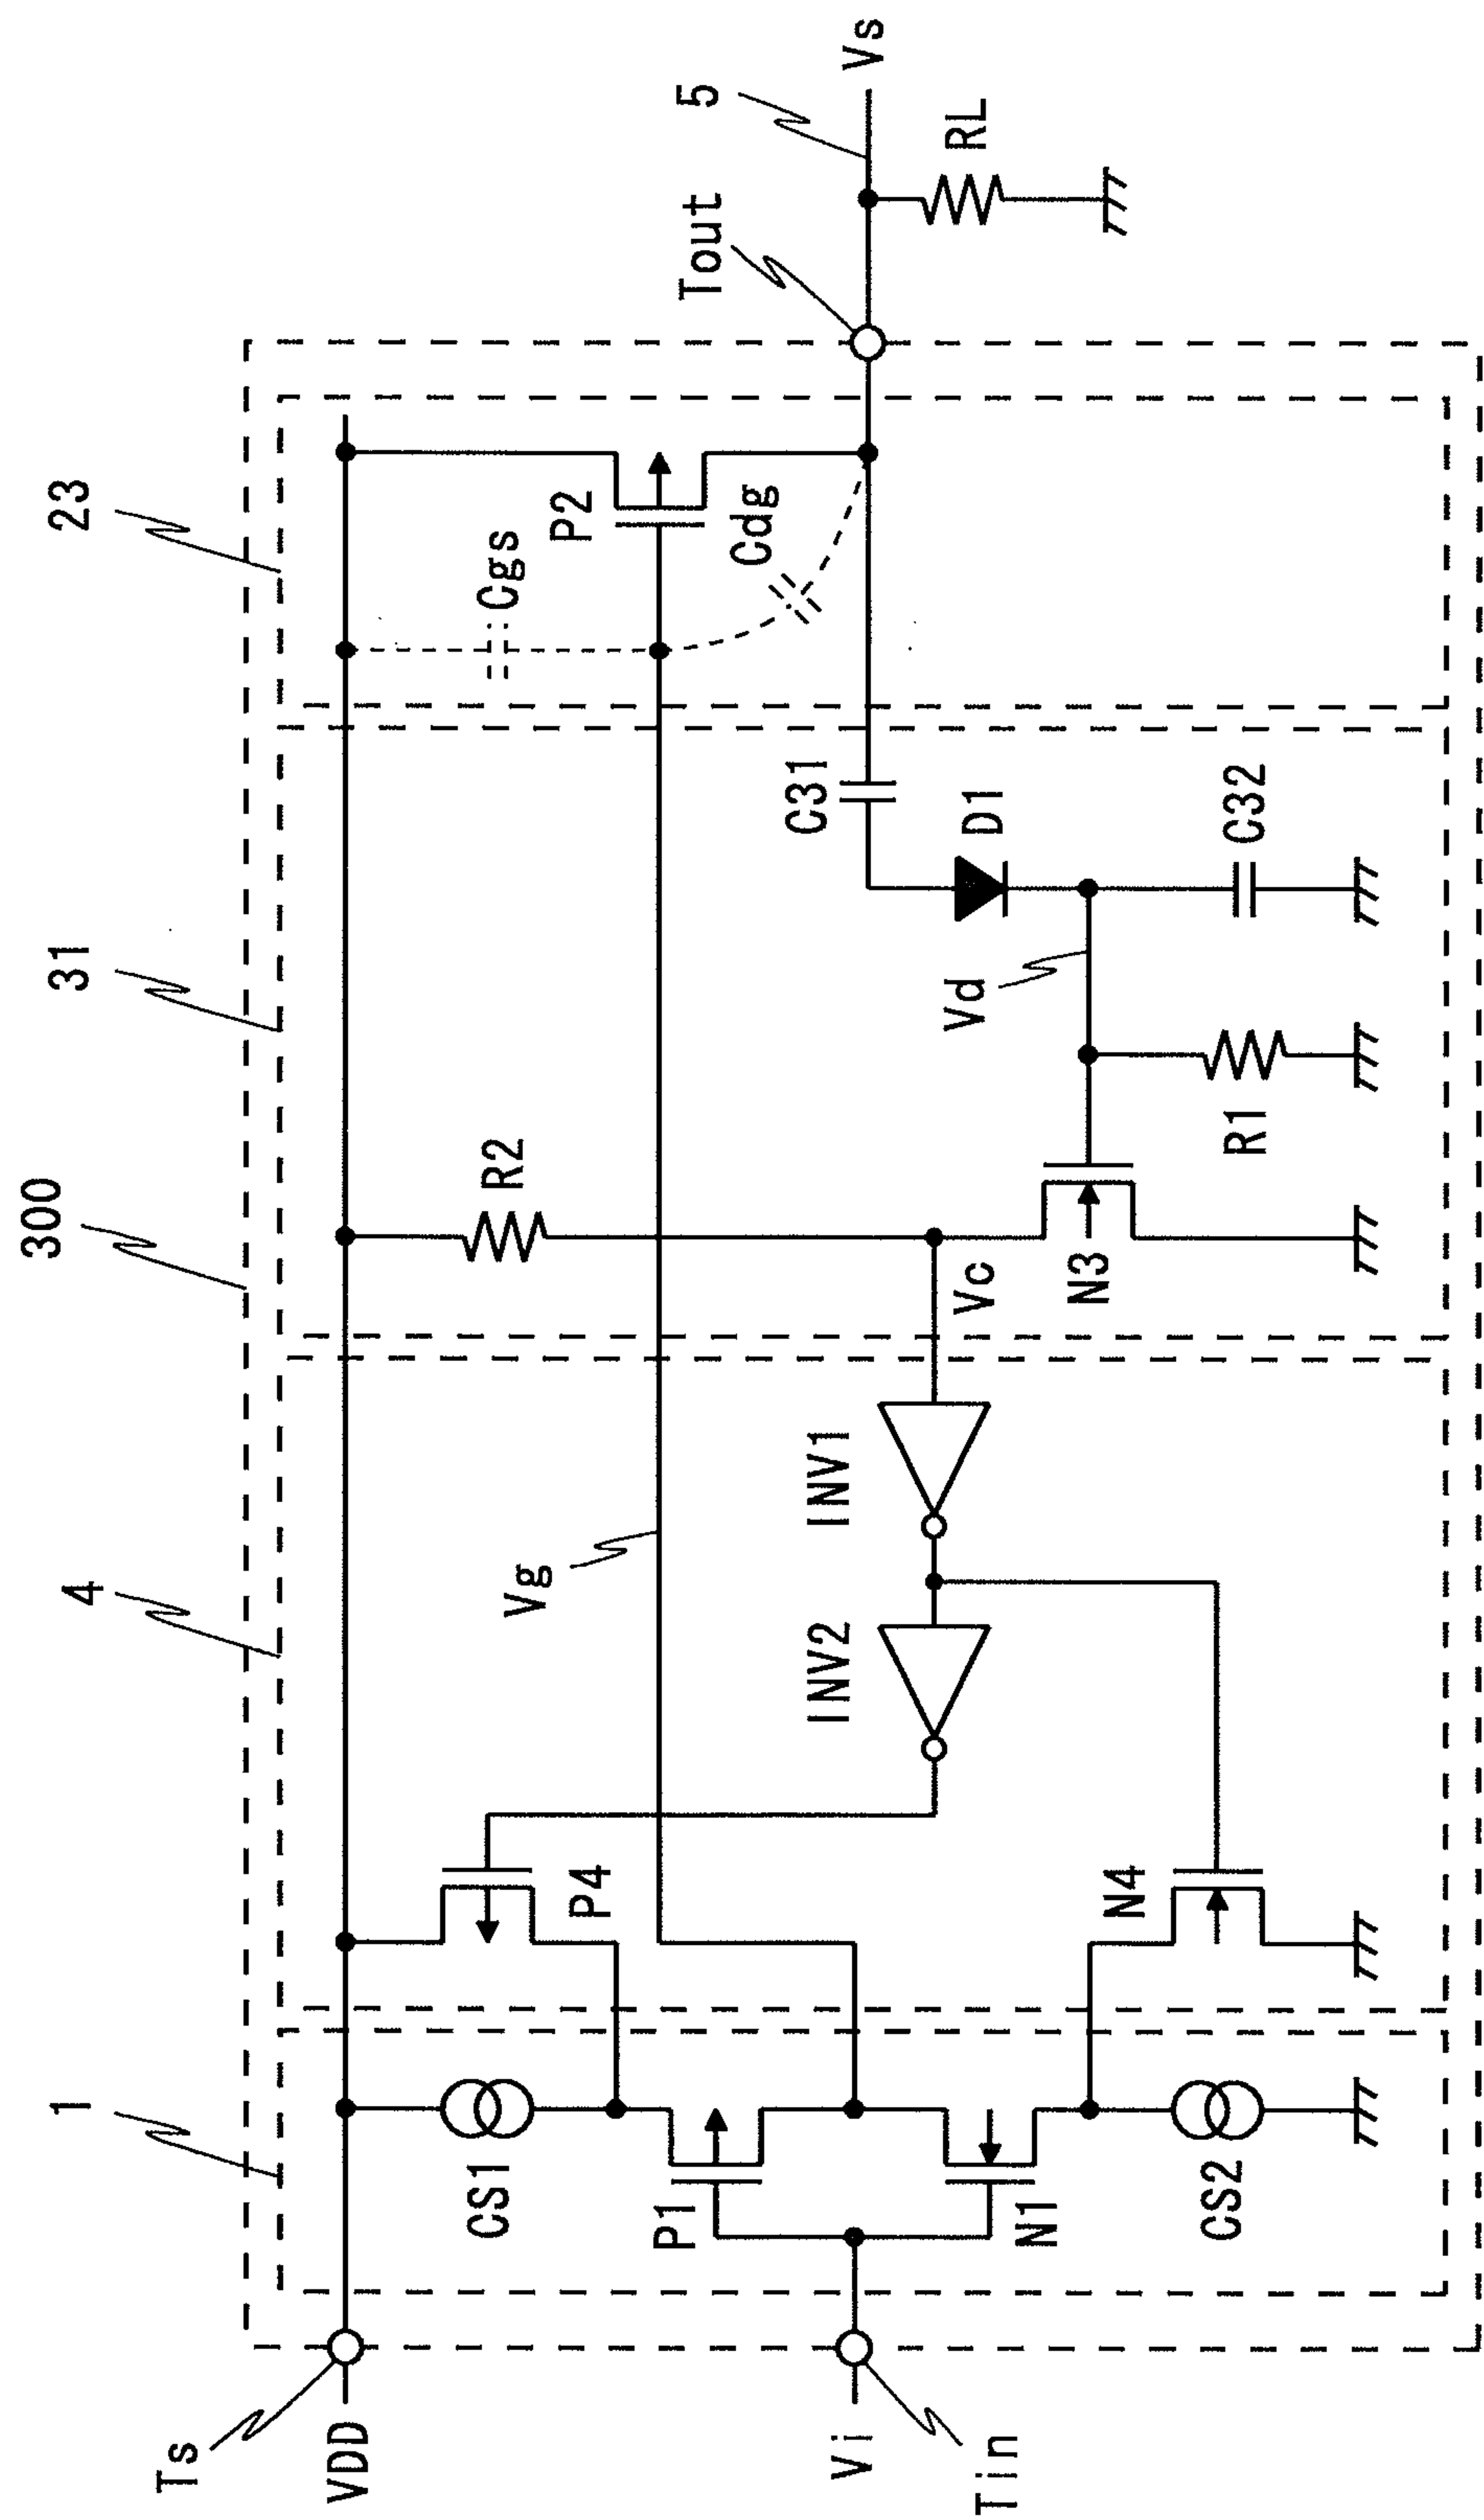 300
1
4
31
23
Ts
VDD
CS1
P4
R2
Cgs
P2
Vg
P1
Cdg
Tout
5
Vi
Tin
INV2
INV1
Vc
C31
Vs
N1
N4
N3
Vd
D1
RL
CS2
R1
C32